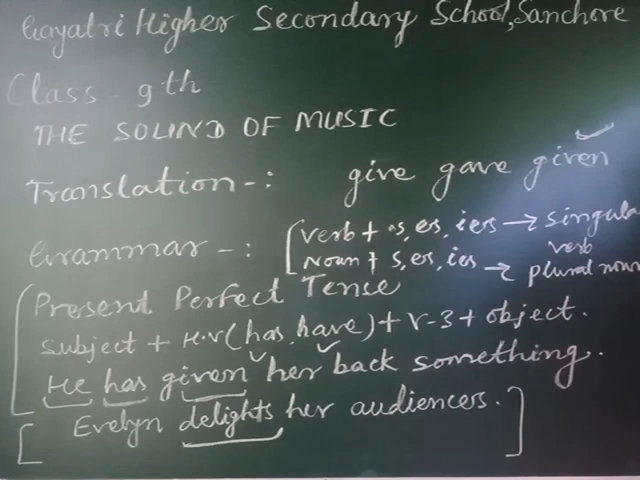 Gayatri Higher Secondary School, Sanchore
Class. 9th
THE SOUND OF MUSIC
Translation-: give gave given
Grammar-: [verb + s, es, ies → singula
verb
Noun + s, es, ies → plural noun
Present Perfect Tense
subject + H.V (has, have) + V-3 + object.
He has given her back something.
[Evelyn delights her audiences.]